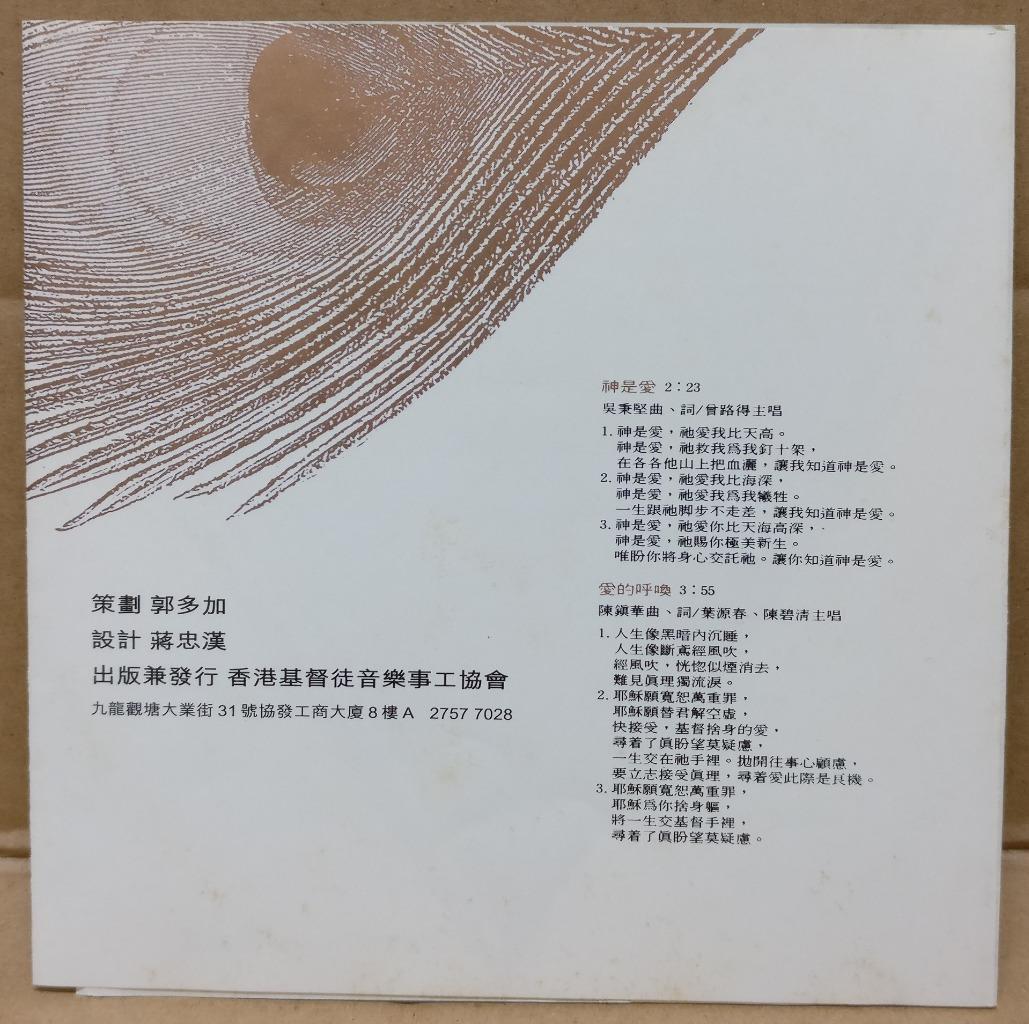 神是愛 2：23
吳秉堅曲、詞/曾路得主唱
1. 神是愛，祂愛我比天高。
神是愛，祂救我爲我釘十架，
在各各他山上把血灑，讓我知道神是愛。
2. 神是愛，祂愛我比海深，
神是愛，祂愛我爲我犧牲。
一生跟祂脚步不走差，讓我知道神是愛。
3. 神是愛，祂愛你比天海高深，
神是愛，祂賜你極美新生。
唯盼你將身心交託祂。讓你知道神是愛。
愛的呼喚 3：55
陳鎭華曲、詞/葉源春、陳碧淸主唱
1. 人生像黑暗內沉睡，
人生像斷鳶經風吹，
經風吹，恍惚似煙消去，
難見眞理獨流淚。
2. 耶穌願寬恕萬重罪，
耶穌願替君解空虛，
快接受，基督捨身的愛，
尋着了眞盼望莫疑慮，
一生交在祂手裡。拋開往事心顧慮，
要立志接受眞理，尋着愛此際是良機。
3. 耶穌願寬恕萬重罪，
耶穌爲你捨身軀，
將一生交基督手裡，
尋着了眞盼望莫疑慮。
策劃 郭多加
設計 蔣忠漢
出版兼發行 香港基督徒音樂事工協會
九龍觀塘大業街31號協發工商大廈8樓A 2757 7028